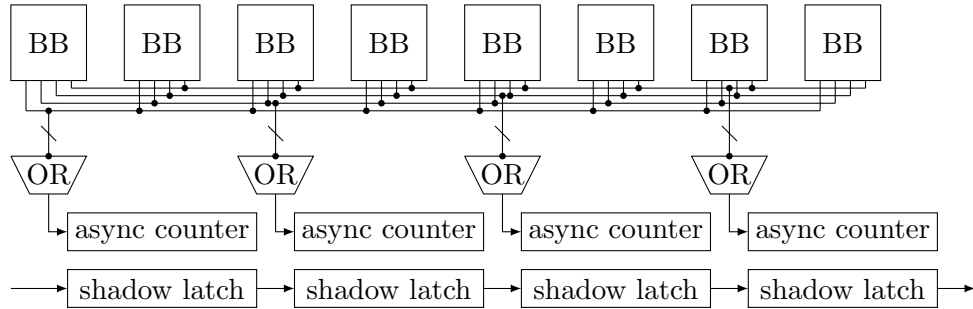 BB BB BB BB BB BB BB BB
OR OR OR OR
async counter async counter async counter async counter
shadow latch shadow latch shadow latch shadow latch